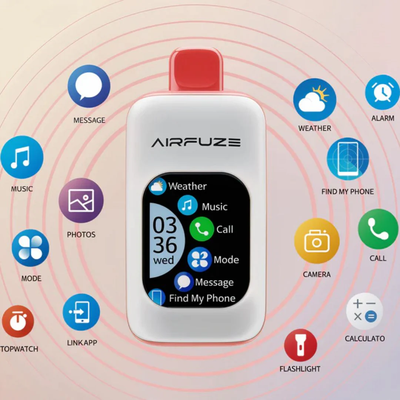 AIRFUZE
Weather
Music
Call
Mode
Message
Find My Phone
03
36
wed
MESSAGE
MUSIC
PHOTOS
MODE
LINKAPP
TOPWATCH
WEATHER
ALARM
FIND MY PHONE
CAMERA
CALL
CALCULATO
FLASHLIGHT